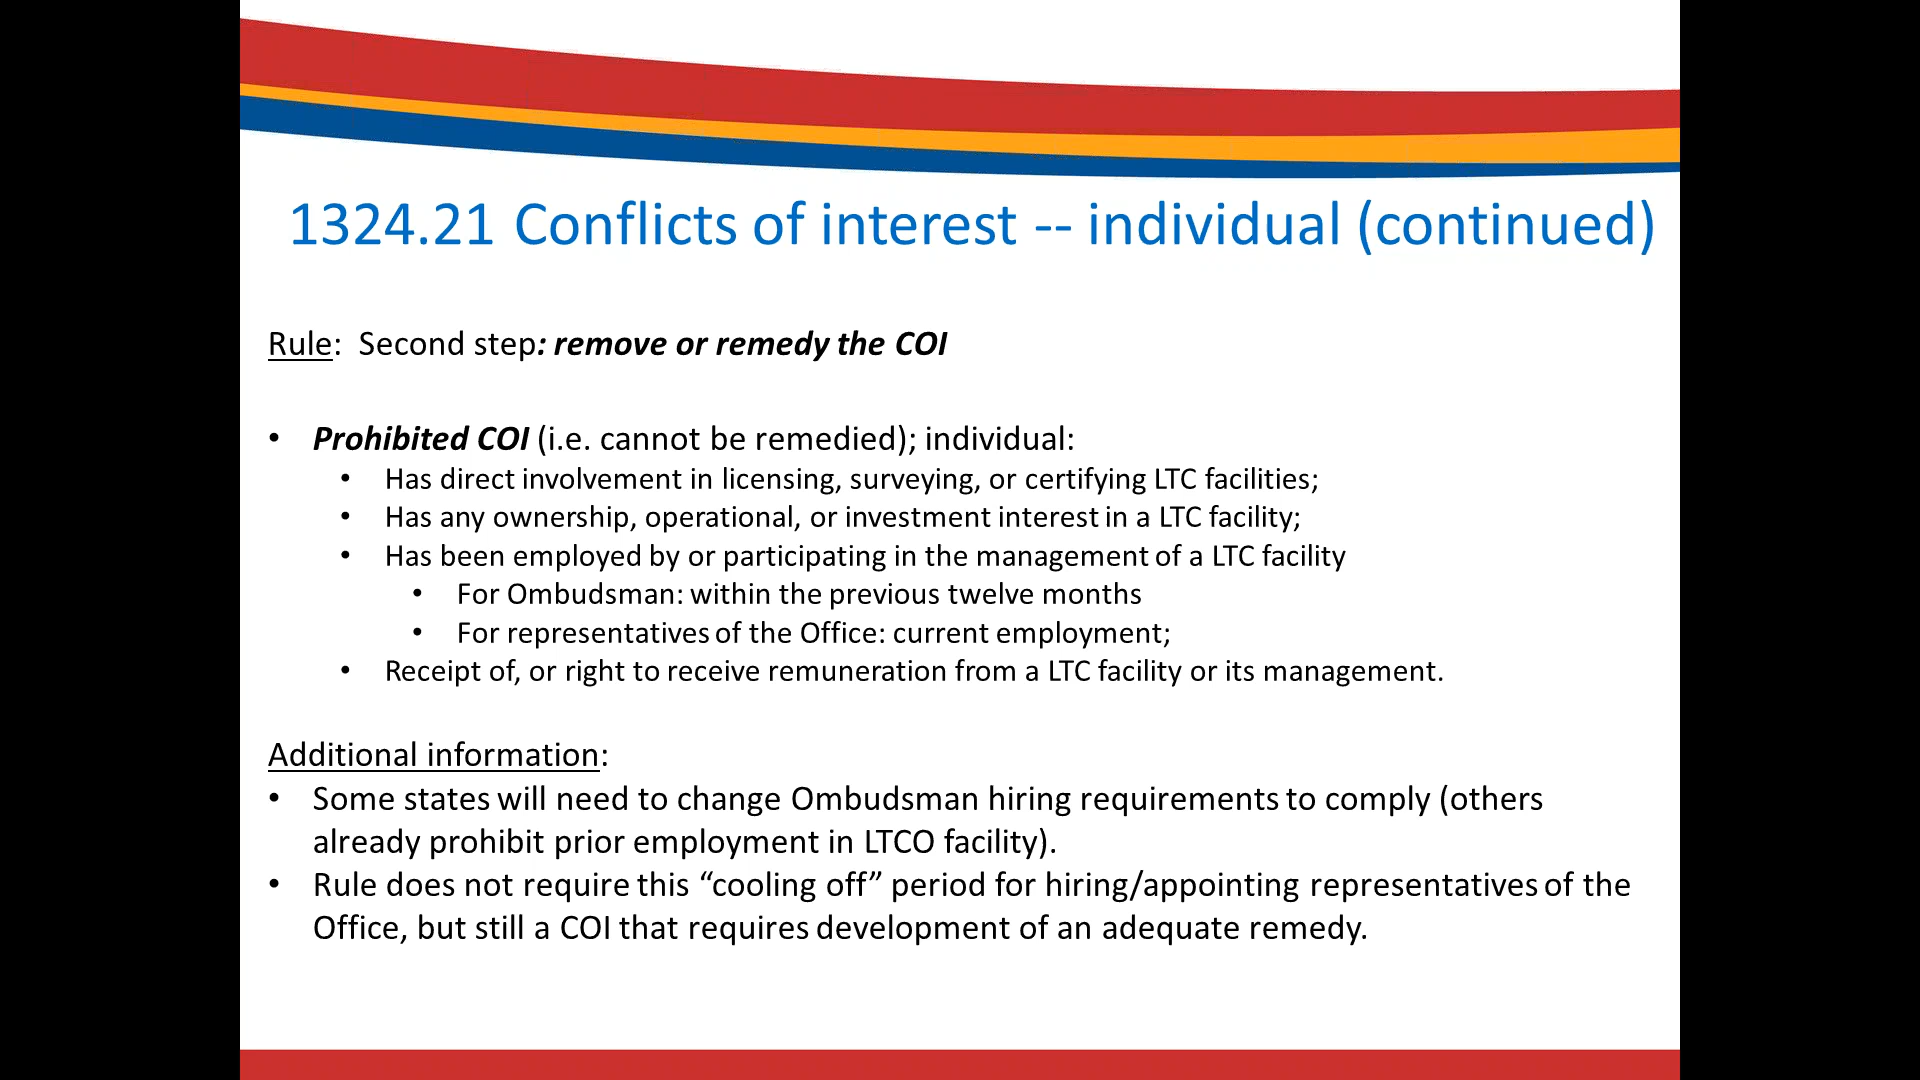 1324.21 Conflicts of interest -- individual (continued)
Rule:  Second step: remove or remedy the COI
• Prohibited COI (i.e. cannot be remedied); individual:
• Has direct involvement in licensing, surveying, or certifying LTC facilities;
• Has any ownership, operational, or investment interest in a LTC facility;
• Has been employed by or participating in the management of a LTC facility
• For Ombudsman: within the previous twelve months
• For representatives of the Office: current employment;
• Receipt of, or right to receive remuneration from a LTC facility or its management.
Additional information:
• Some states will need to change Ombudsman hiring requirements to comply (others
already prohibit prior employment in LTCO facility).
• Rule does not require this “cooling off” period for hiring/appointing representatives of the
Office, but still a COI that requires development of an adequate remedy.